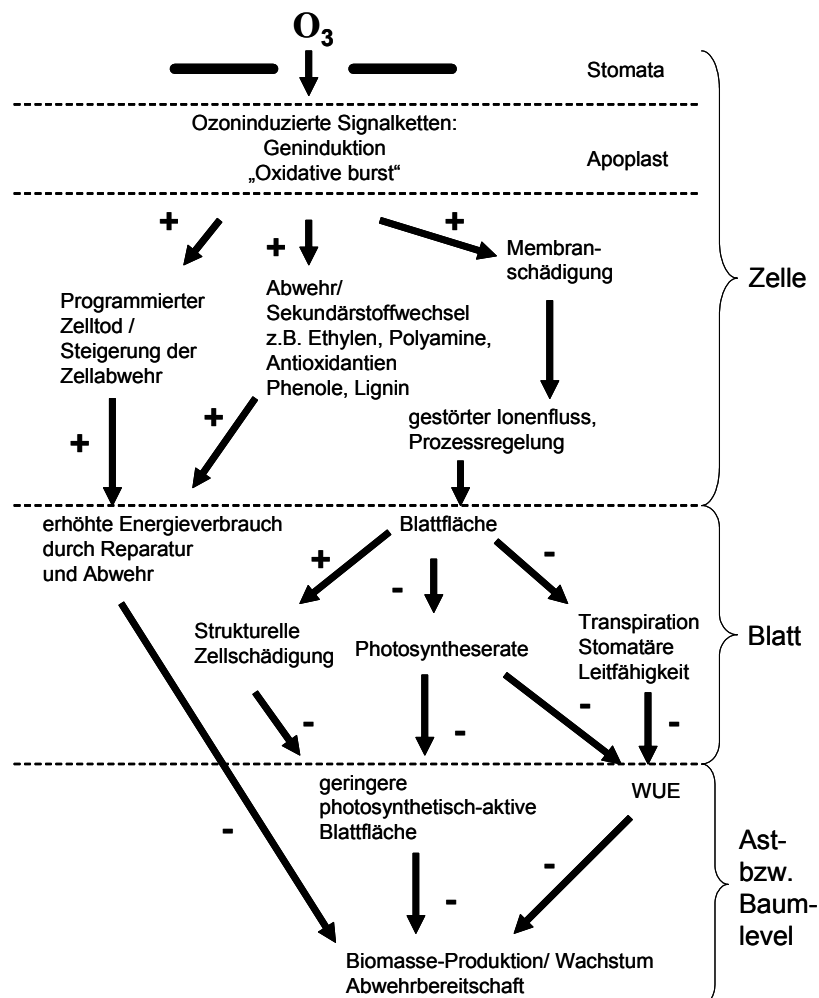 O3
Stomata
Ozoninduzierte Signalketten:
Geninduktion
„Oxidative burst“
Apoplast
+
+
+
Membran-
schädigung
Zelle
Programmierter
Zelltod /
Steigerung der
Zellabwehr
Abwehr/
Sekundärstoffwechsel
z.B. Ethylen, Polyamine,
Antioxidantien
Phenole, Lignin
+
+
gestörter Ionenfluss,
Prozessregelung
erhöhte Energieverbrauch
durch Reparatur
und Abwehr
Blattfläche
+
-
-
Strukturelle
Zellschädigung
Photosyntheserate
Transpiration
Stomatäre
Leitfähigkeit
Blatt
-
-
-
-
geringere
photosynthetisch-aktive
Blattfläche
WUE
-
-
-
Ast-
bzw.
Baum-
level
Biomasse-Produktion/ Wachstum
Abwehrbereitschaft